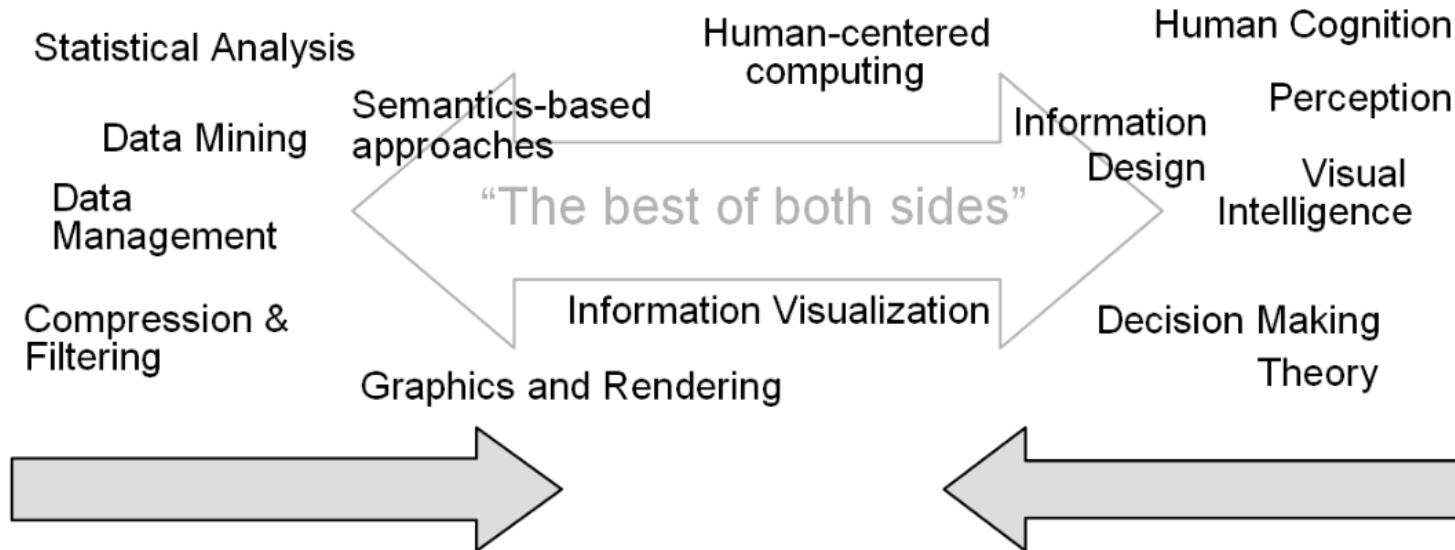 Statistical Analysis
Human-centered
computing
Human Cognition
Semantics-based
approaches
Data Mining
Information
Design
Perception
Data
Management
“The best of both sides”
Visual
Intelligence
Compression &
Filtering
Information Visualization
Decision Making
Theory
Graphics and Rendering